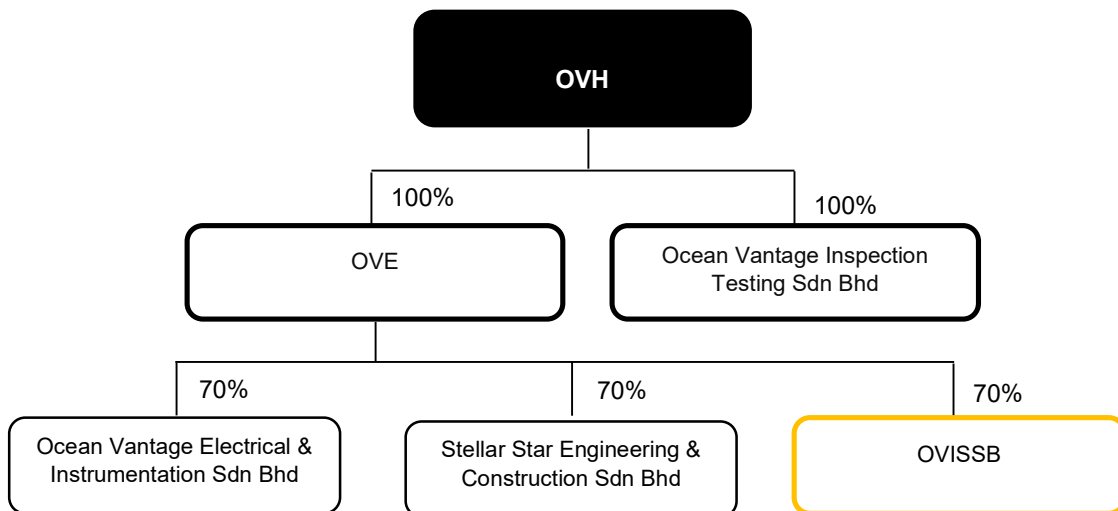 OVH
100%
100%
OVE
Ocean Vantage Inspection
Testing Sdn Bhd
70%
70%
70%
Ocean Vantage Electrical &
Instrumentation Sdn Bhd
Stellar Star Engineering &
Construction Sdn Bhd
OVISSB